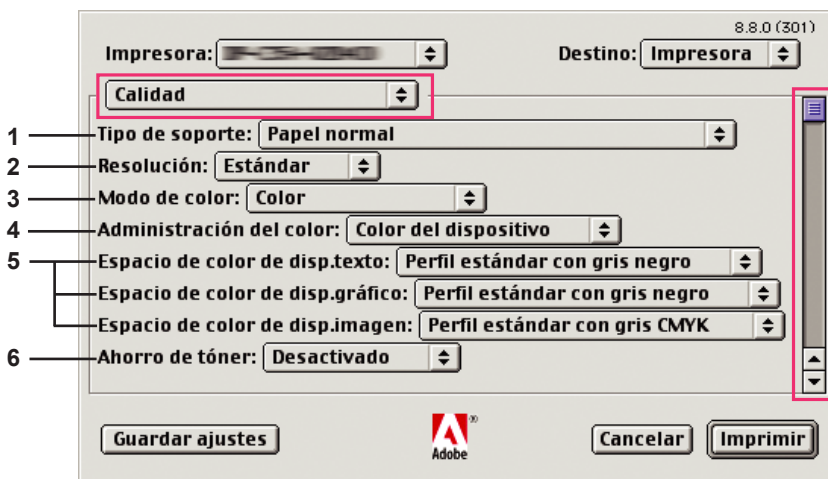 8.8.0 (301)
Impresora: Destino: Impresora
Calidad
1 Tipo de soporte: Papel normal
2 Resolución: Estándar
3 Modo de color: Color
4 Administración del color: Color del dispositivo
5 Espacio de color de disp.texto: Perfil estándar con gris negro
Espacio de color de disp.gráfico: Perfil estándar con gris negro
Espacio de color de disp.imagen: Perfil estándar con gris CMYK
6 Ahorro de tóner: Desactivado
Guardar ajustes Adobe® Cancelar Imprimir